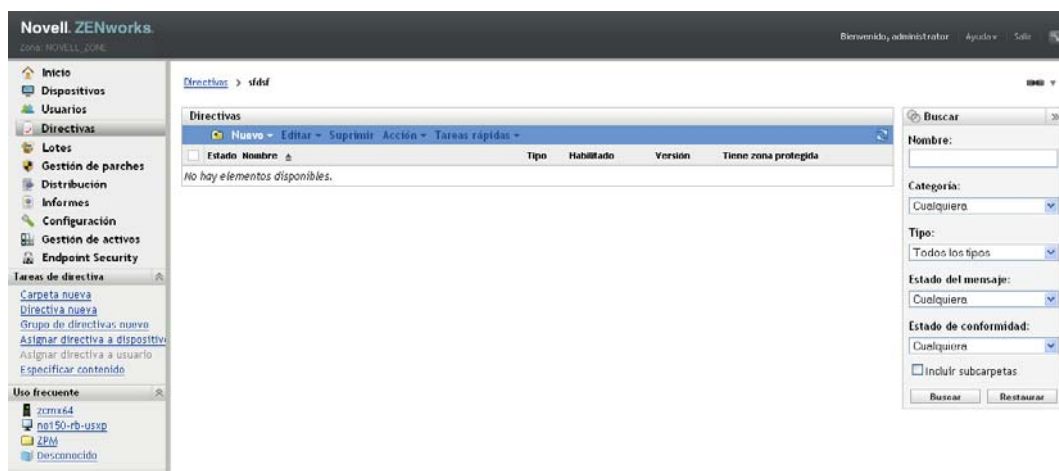 Novell. ZENworks.
Zona: NOVELL_ZONE
Bienvenido, administrator Ayuda Salir
Inicio
Dispositivos
Usuarios
Directivas
Lotes
Gestión de parches
Distribución
Informes
Configuración
Gestión de activos
Endpoint Security
Tareas de directiva
Carpeta nueva
Directiva nueva
Grupo de directivas nuevo
Asignar directiva a dispositivo
Asignar directiva a usuario
Especificar contenido
Uso frecuente
zcmx64
no150-rb-usxp
ZPM
Desconocido
Directivas > sfdsf
Directivas
Nuevo Editar Suprimir Acción Tareas rápidas
Estado Nombre Tipo Habilitado Versión Tiene zona protegida
No hay elementos disponibles.
Buscar
Nombre:
Categoría:
Cualquiera
Tipo:
Todos los tipos
Estado del mensaje:
Cualquiera
Estado de conformidad:
Cualquiera
Incluir subcarpetas
Buscar Restaurar